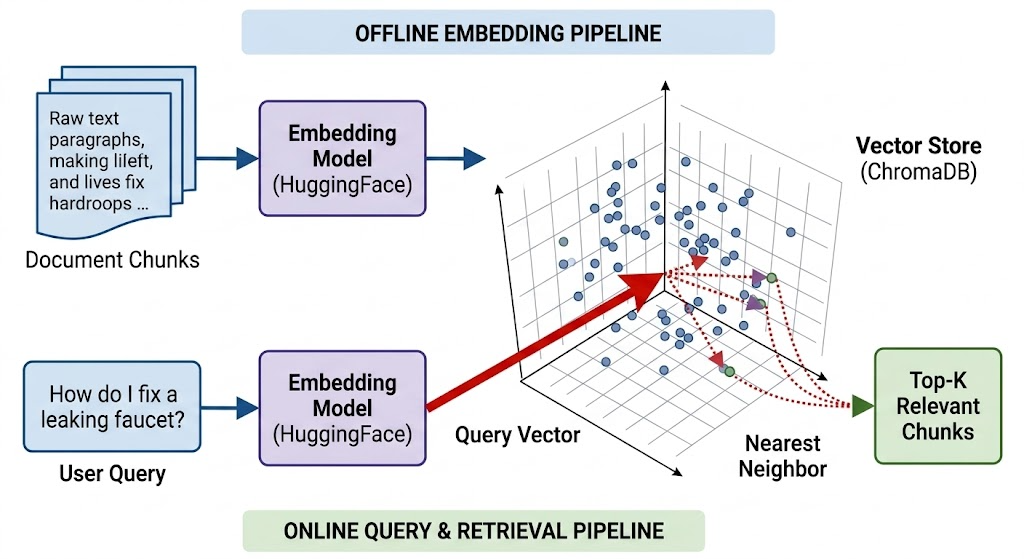 OFFLINE EMBEDDING PIPELINE
Raw text
paragraphs,
making lileft,
and lives fix
hardroops ...
Document Chunks
Embedding
Model
(HuggingFace)
Vector Store
(ChromaDB)
How do I fix a
leaking faucet?
User Query
Embedding
Model
(HuggingFace)
Query Vector
Nearest
Neighbor
Top-K
Relevant
Chunks
ONLINE QUERY & RETRIEVAL PIPELINE